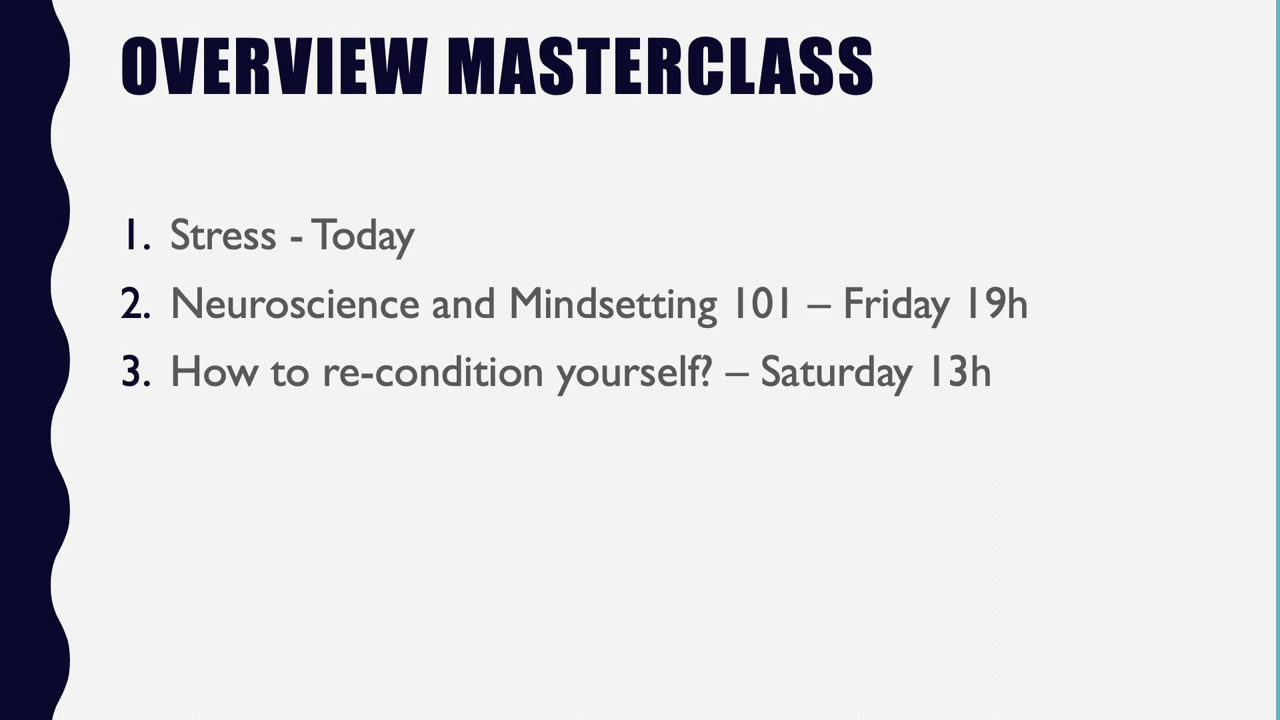 OVERVIEW MASTERCLASS
1. Stress - Today
2. Neuroscience and Mindsetting 101 – Friday 19h
3. How to re-condition yourself? – Saturday 13h